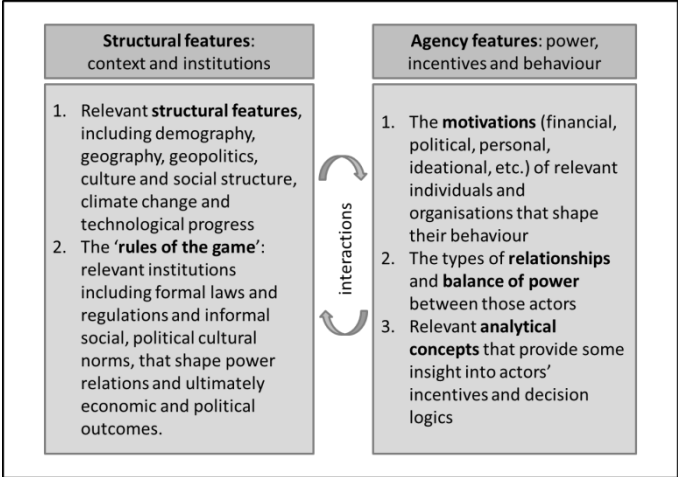 Structural features:
context and institutions
1. Relevant structural features,
including demography,
geography, geopolitics,
culture and social structure,
climate change and
technological progress
2. The ‘rules of the game’:
relevant institutions
including formal laws and
regulations and informal
social, political cultural
norms, that shape power
relations and ultimately
economic and political
outcomes.
interactions
Agency features: power,
incentives and behaviour
1. The motivations (financial,
political, personal,
ideational, etc.) of relevant
individuals and
organisations that shape
their behaviour
2. The types of relationships
and balance of power
between those actors
3. Relevant analytical
concepts that provide some
insight into actors’
incentives and decision
logics